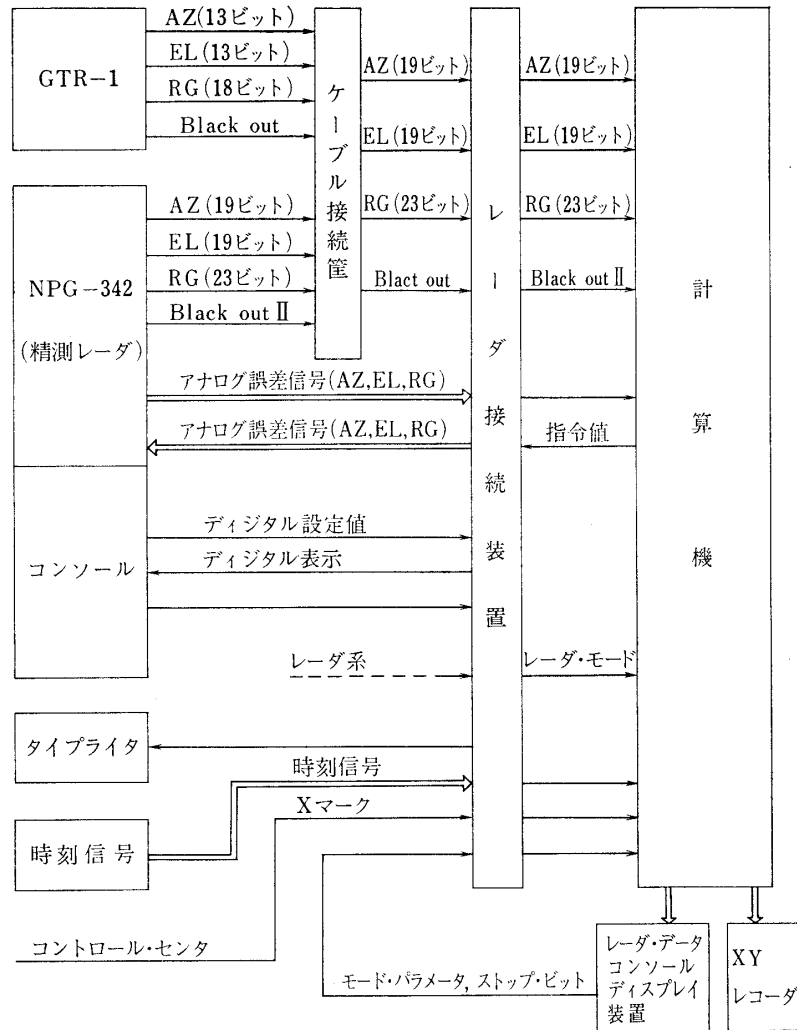 GTR-1
AZ(13ビット)
EL(13ビット)
RG(18ビット)
Black out
NPG-342
(精測レーダ)
AZ(19ビット)
EL(19ビット)
RG(23ビット)
Black out Ⅱ
ケーブル接続筐
AZ(19ビット)
EL(19ビット)
RG(23ビット)
Blact out
レーダ接続装置
AZ(19ビット)
EL(19ビット)
RG(23ビット)
Black out Ⅱ
計算機
アナログ誤差信号(AZ,EL,RG)
アナログ誤差信号(AZ,EL,RG)
指令値
コンソール
ディジタル設定値
ディジタル表示
レーダ系
レーダ・モード
タイプライタ
時刻信号
時刻信号
Xマーク
コントロール・センタ
モード・パラメータ, ストップ・ビット
レーダ・データ
コンソール
ディスプレイ
装置
XY
レコーダ